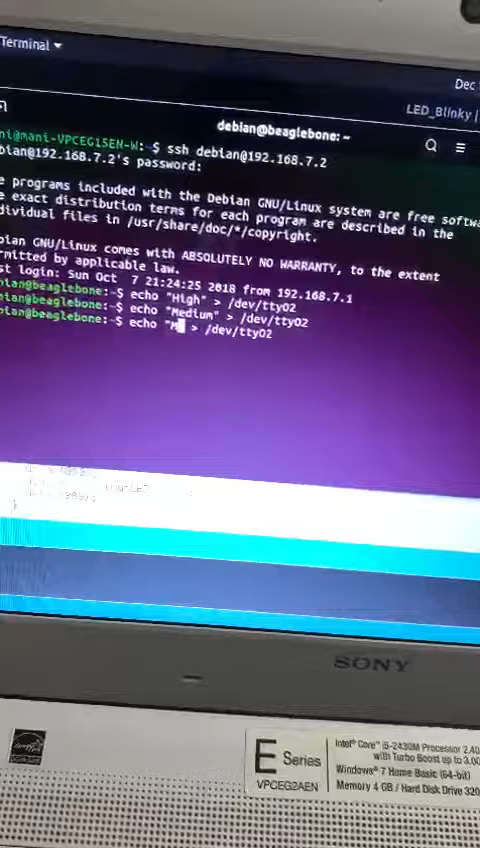 Terminal
Dec
LED_Blinky |
debian@beaglebone: ~
ni@mani-VPCEG15EN-W:~$ ssh debian@192.168.7.2
bian@192.168.7.2's password:
e programs included with the Debian GNU/Linux system are free softwa
e exact distribution terms for each program are described in the
dividual files in /usr/share/doc/*/copyright.
bian GNU/Linux comes with ABSOLUTELY NO WARRANTY, to the extent
rmitted by applicable law.
st login: Sun Oct 7 21:24:25 2018 from 192.168.7.1
bian@beaglebone:~$ echo "High" > /dev/ttyO2
bian@beaglebone:~$ echo "Medium" > /dev/ttyO2
bian@beaglebone:~$ echo "M > /dev/ttyO2
SONY
E Series
VPCEG2AEN
Intel® Core™ i5-2430M Processor 2.40
with Turbo Boost up to 3.00
Windows® 7 Home Basic (64-bit)
Memory 4 GB / Hard Disk Drive 320